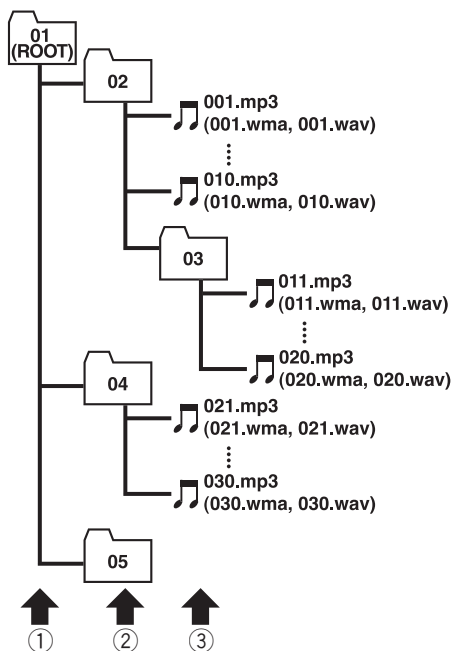 01
(ROOT)
02
001.mp3
(001.wma, 001.wav)
010.mp3
(010.wma, 010.wav)
03
011.mp3
(011.wma, 011.wav)
020.mp3
(020.wma, 020.wav)
04
021.mp3
(021.wma, 021.wav)
030.mp3
(030.wma, 030.wav)
05
① ② ③